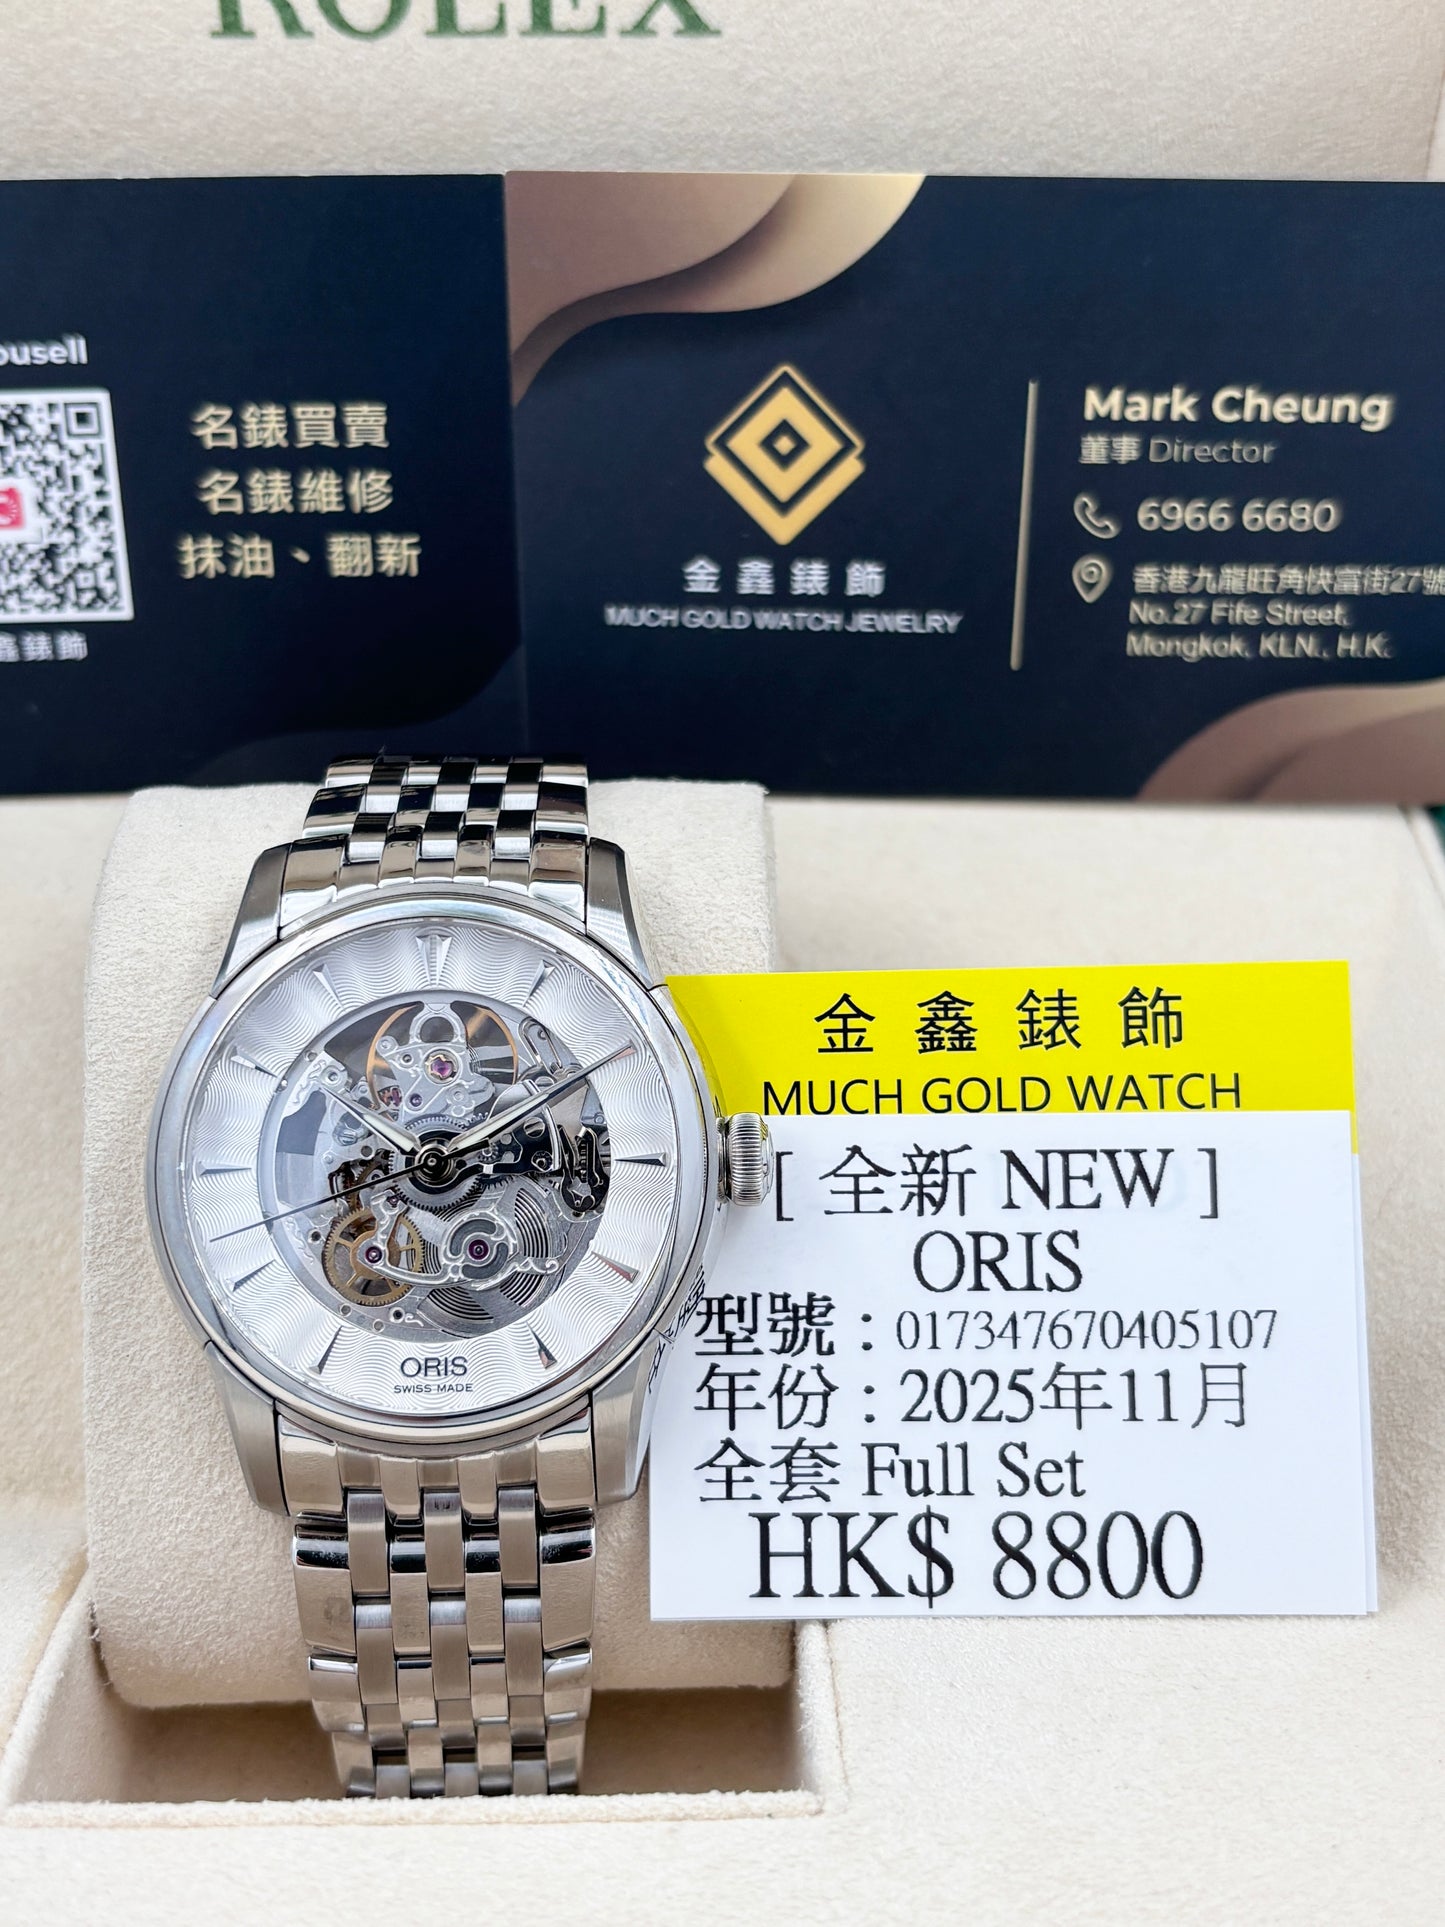 ROLEX
ousell
名錶買賣
名錶維修
抹油、翻新
鑫錶飾
金鑫錶飾
MUCH GOLD WATCH JEWELRY
Mark Cheung
董事 Director
6966 6680
香港九龍旺角快富街27號
No.27 Fife Street,
Mongkok, KLN., H.K.
ORIS
SWISS MADE
金鑫錶飾
MUCH GOLD WATCH
[ 全新 NEW ]
ORIS
型號：017347670405107
年份：2025年11月
全套 Full Set
HK$ 8800